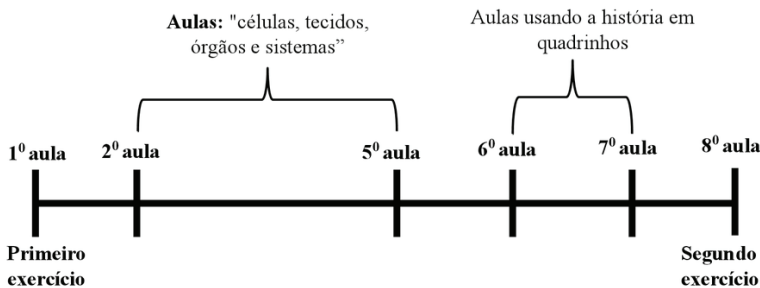 Aulas: "células, tecidos,
órgãos e sistemas”
Aulas usando a história em
quadrinhos
1⁰ aula
2⁰ aula
5⁰ aula
6⁰ aula
7⁰ aula
8⁰ aula
Primeiro
exercício
Segundo
exercício